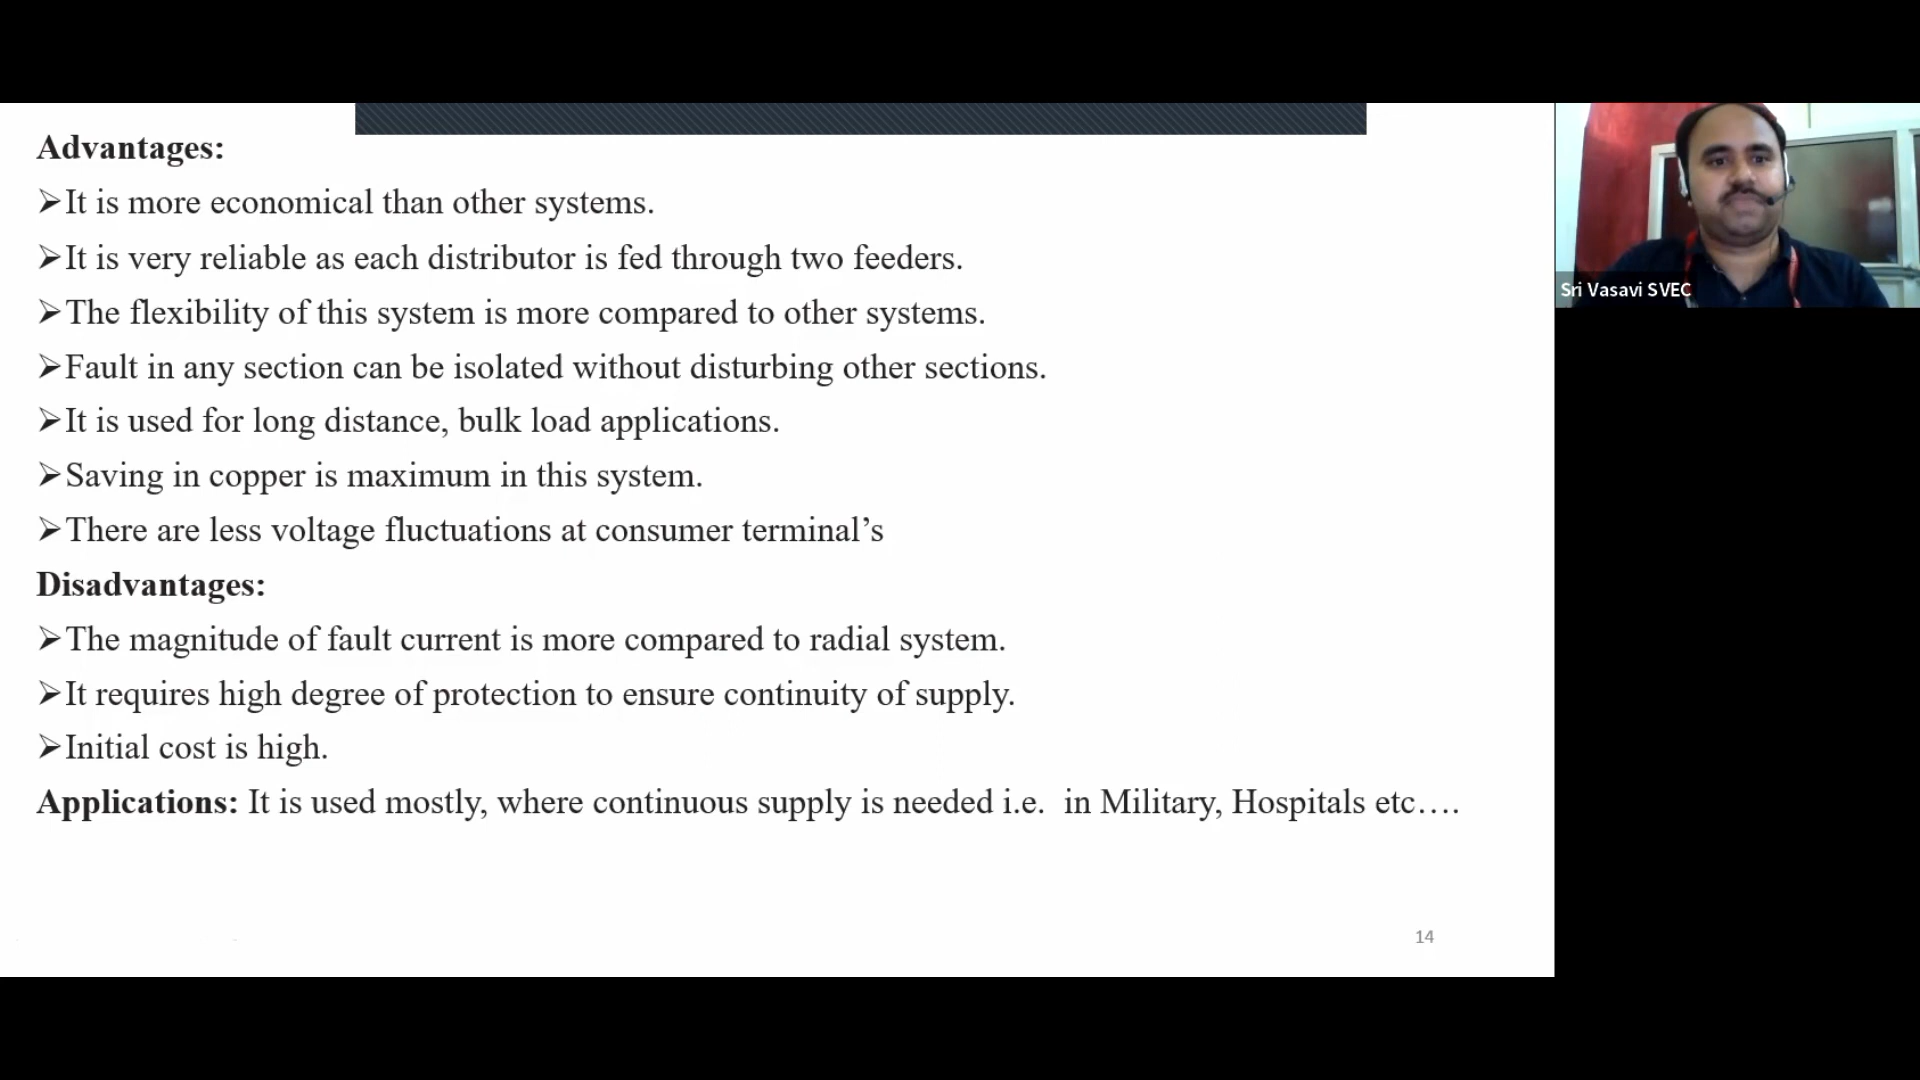 Advantages:
➢It is more economical than other systems.
➢It is very reliable as each distributor is fed through two feeders.
➢The flexibility of this system is more compared to other systems.
➢Fault in any section can be isolated without disturbing other sections.
➢It is used for long distance, bulk load applications.
➢Saving in copper is maximum in this system.
➢There are less voltage fluctuations at consumer terminal’s
Disadvantages:
➢The magnitude of fault current is more compared to radial system.
➢It requires high degree of protection to ensure continuity of supply.
➢Initial cost is high.
Applications: It is used mostly, where continuous supply is needed i.e.  in Military, Hospitals etc….
14
Sri Vasavi SVEC